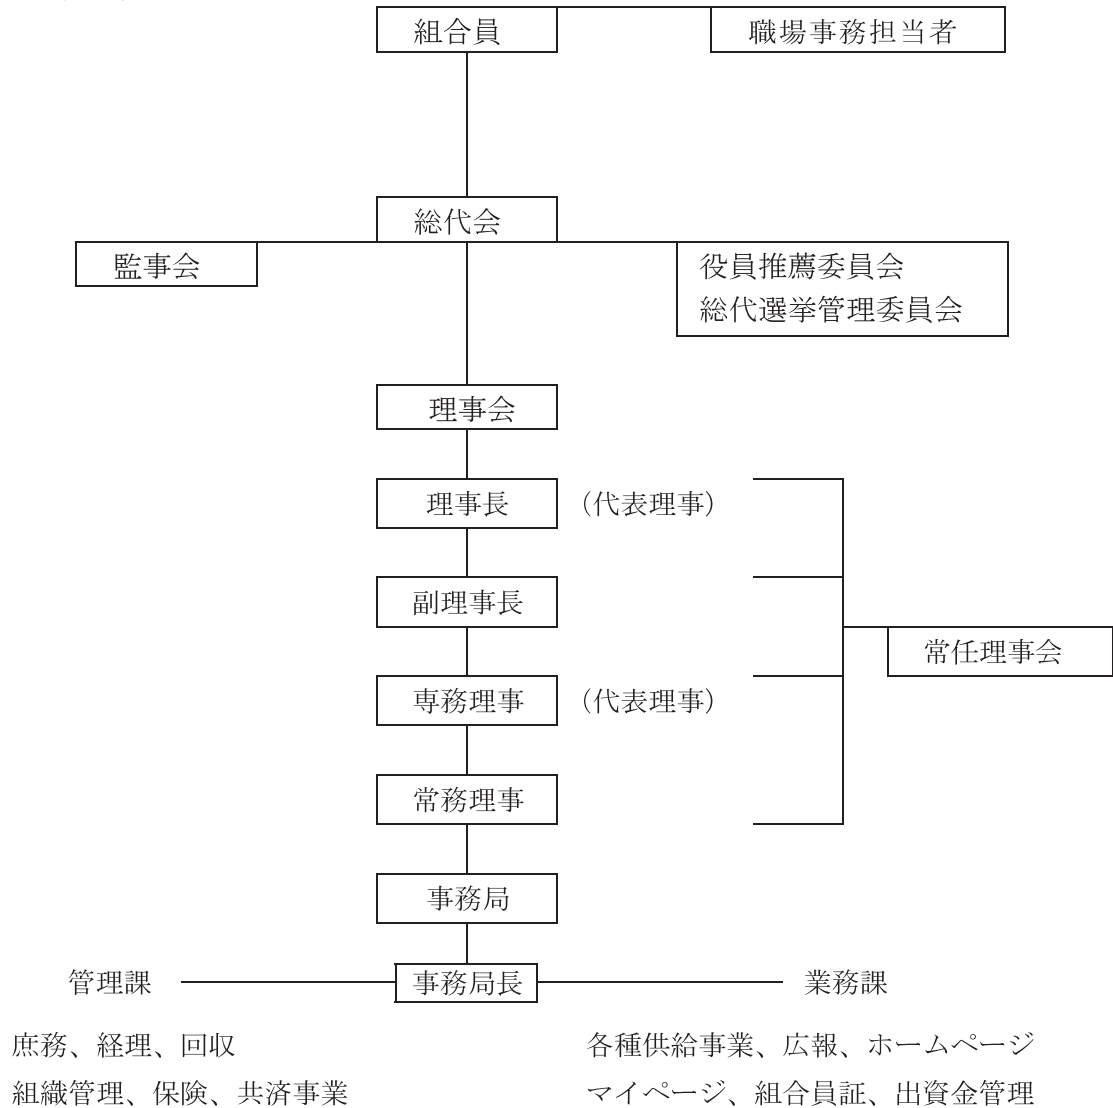 組合員
職場事務担当者
総代会
監事会
役員推薦委員会
総代選挙管理委員会
理事会
理事長
(代表理事)
副理事長
常任理事会
専務理事
(代表理事)
常務理事
事務局
管理課
事務局長
業務課
庶務、経理、回収
組織管理、保険、共済事業
各種供給事業、広報、ホームページ
マイページ、組合員証、出資金管理